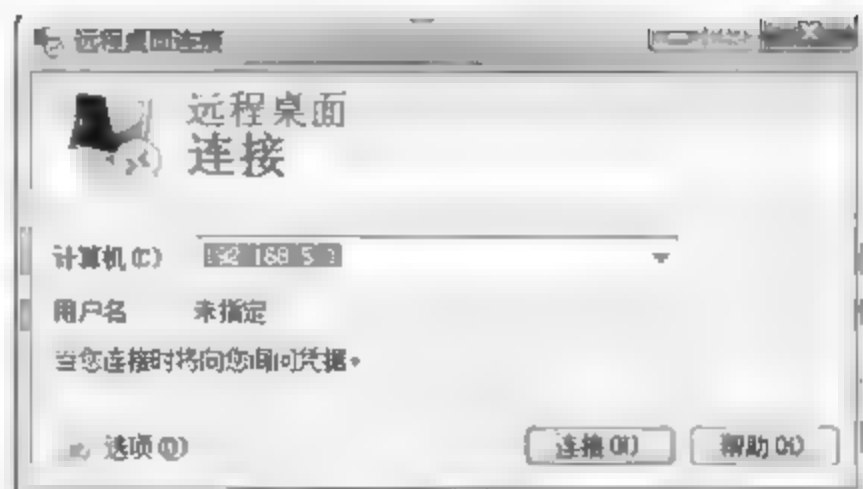 远程桌面连接
远程桌面
连接
计算机(C)
用户名 未指定
当您连接时将向您询问凭据。
选项(O) 连接(N) 帮助(H)